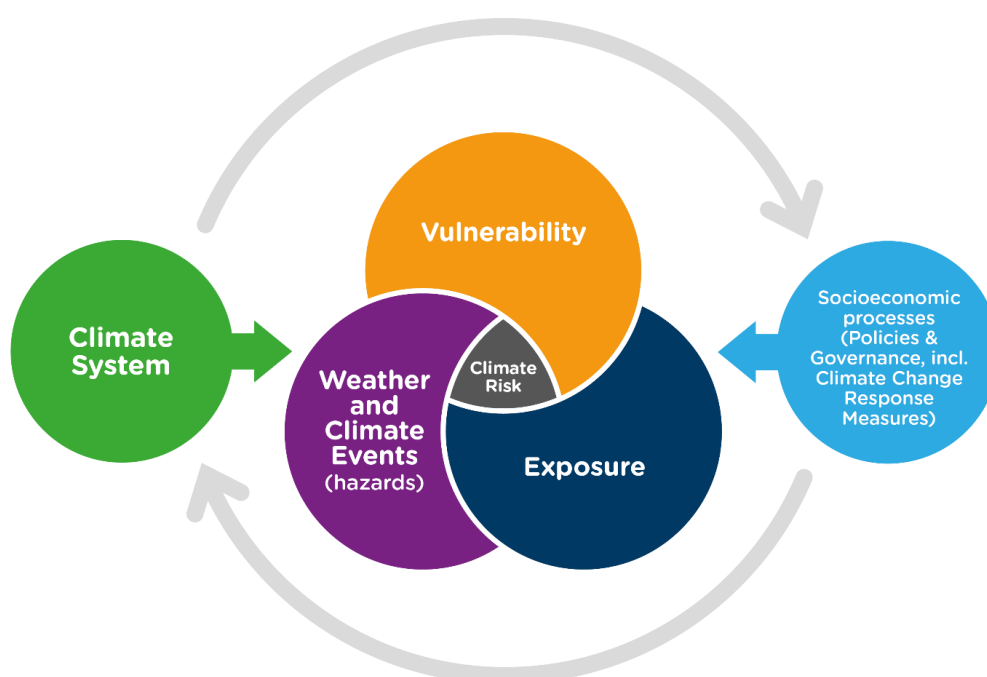 Vulnerability
Climate
System
Weather
and
Climate
Events
(hazards)
Climate
Risk
Exposure
Socioeconomic
processes
(Policies &
Governance, incl.
Climate Change
Response
Measures)